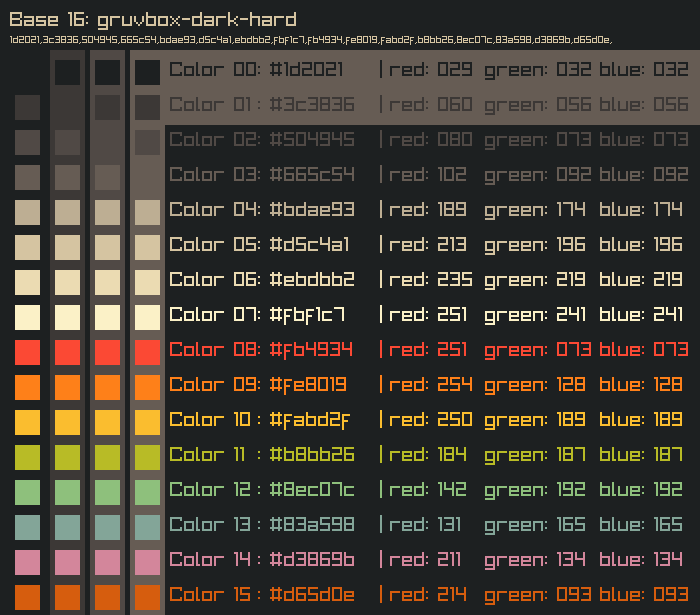 Base 16: gruvbox-dark-hard
1d2021,3c3836,504945,665c54,bdae93,d5c4a1,ebdbb2,fbf1c7,fb4934,fe8019,fabd2f,b8bb26,8ec07c,83a598,d3869b,d65d0e,
Color 00: #1d2021 | red: 029 green: 032 blue: 032
Color 01 : #3c3836 | red: 060 green: 056 blue: 056
Color 02: #504945 | red: 080 green: 073 blue: 073
Color 03: #665c54 | red: 102 green: 092 blue: 092
Color 04: #bdae93 | red: 189 green: 174 blue: 174
Color 05: #d5c4a1 | red: 213 green: 196 blue: 196
Color 06: #ebdbb2 | red: 235 green: 219 blue: 219
Color 07: #fbf1c7 | red: 251 green: 241 blue: 241
Color 08: #fb4934 | red: 251 green: 073 blue: 073
Color 09: #fe8019 | red: 254 green: 128 blue: 128
Color 10 : #fabd2f | red: 250 green: 189 blue: 189
Color 11 : #b8bb26 | red: 184 green: 187 blue: 187
Color 12 : #8ec07c | red: 142 green: 192 blue: 192
Color 13 : #83a598 | red: 131 green: 165 blue: 165
Color 14 : #d3869b | red: 211 green: 134 blue: 134
Color 15 : #d65d0e | red: 214 green: 093 blue: 093